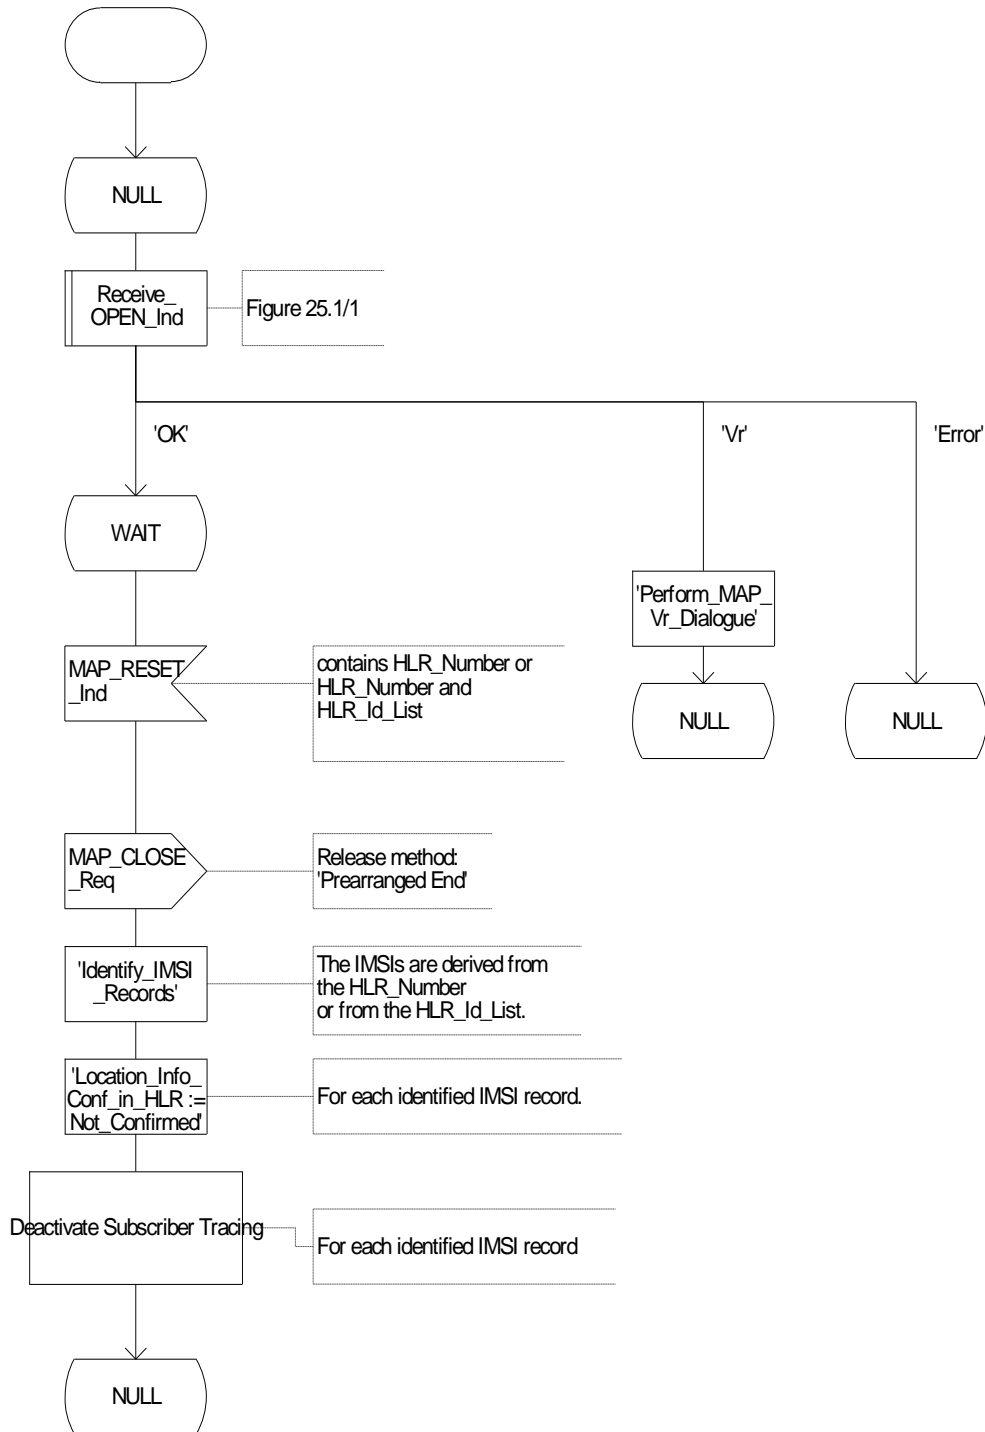 NULL
Receive_
OPEN_Ind
Figure 25.1/1
'OK'
'Vr'
'Error'
WAIT
'Perform_MAP_
Vr_Dialogue'
MAP_RESET
_Ind
contains HLR_Number or
HLR_Number and
HLR_Id_List
NULL
NULL
MAP_CLOSE
_Req
Release method:
'Prearranged End'
'Identify_IMSI
_Records'
The IMSIs are derived from
the HLR_Number
or from the HLR_Id_List.
'Location_Info_
Conf_in_HLR :=
Not_Confirmed'
For each identified IMSI record.
Deactivate Subscriber Tracing
For each identified IMSI record
NULL